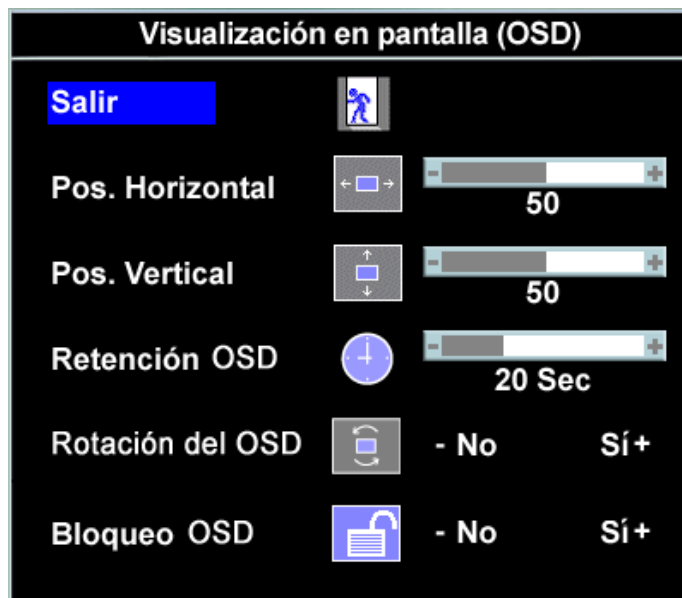 Visualización en pantalla (OSD)
Salir
Pos. Horizontal - +
50
Pos. Vertical - +
50
Retención OSD - +
20 Sec
Rotación del OSD - No Sí+
Bloqueo OSD - No Sí+